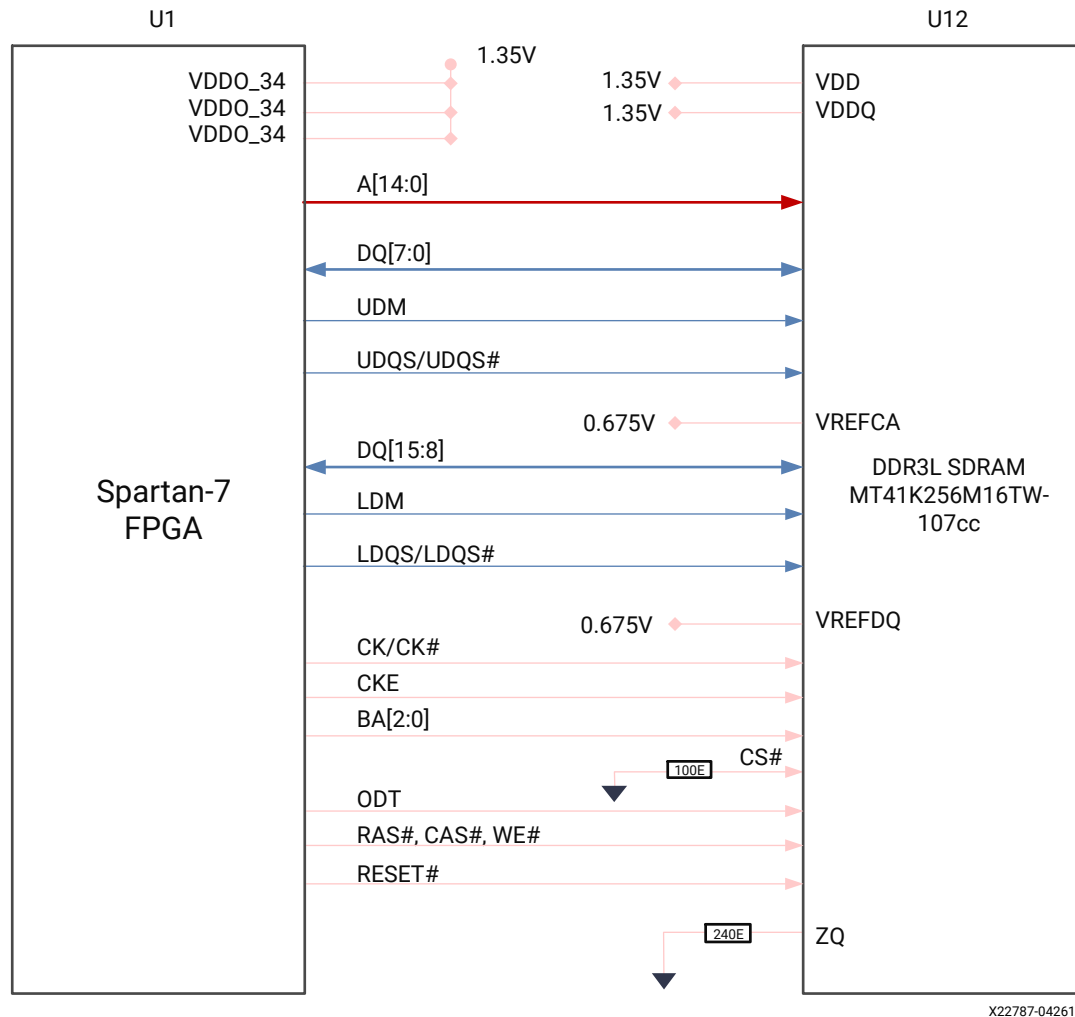 U1
U12
1.35V
VDDO_34
VDDO_34
VDDO_34
1.35V
VDD
1.35V
VDDQ
A[14:0]
DQ[7:0]
UDM
UDQS/UDQS#
0.675V
VREFCA
DQ[15:8]
Spartan-7
FPGA
DDR3L SDRAM
MT41K256M16TW-
107cc
LDM
LDQS/LDQS#
0.675V
VREFDQ
CK/CK#
CKE
BA[2:0]
CS#
100E
ODT
RAS#, CAS#, WE#
RESET#
240E
ZQ
X22787-04261